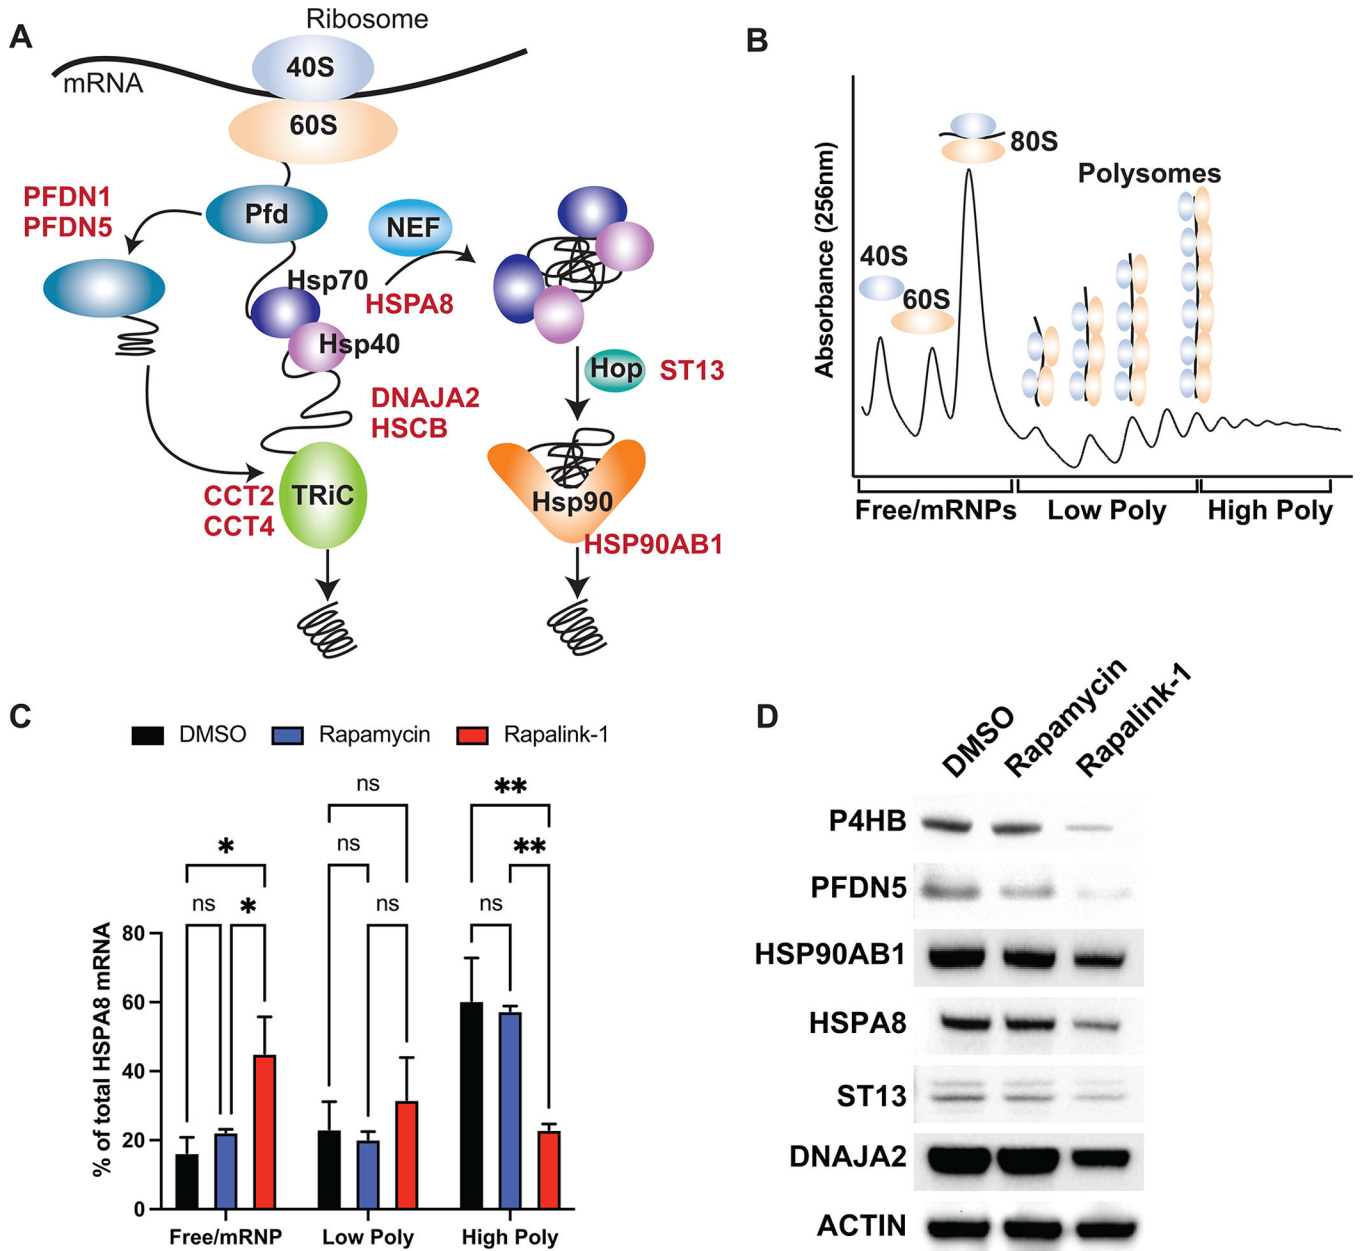 A
Ribosome
40S
mRNA
60S
PFDN1
PFDN5
Pfd
NEF
Hsp70
HSPA8
Hsp40
Hop
ST13
DNAJA2
HSCB
CCT2
CCT4
TRiC
Hsp90
HSP90AB1
B
Absorbance (256nm)
80S
Polysomes
40S
60S
Free/mRNPs
Low Poly
High Poly
C
DMSO
Rapamycin
Rapalink-1
ns
**
*
ns
**
ns
*
ns
ns
% of total HSPA8 mRNA
80
60
40
20
0
Free/mRNP
Low Poly
High Poly
D
DMSO
Rapamycin
Rapalink-1
P4HB
PFDN5
HSP90AB1
HSPA8
ST13
DNAJA2
ACTIN